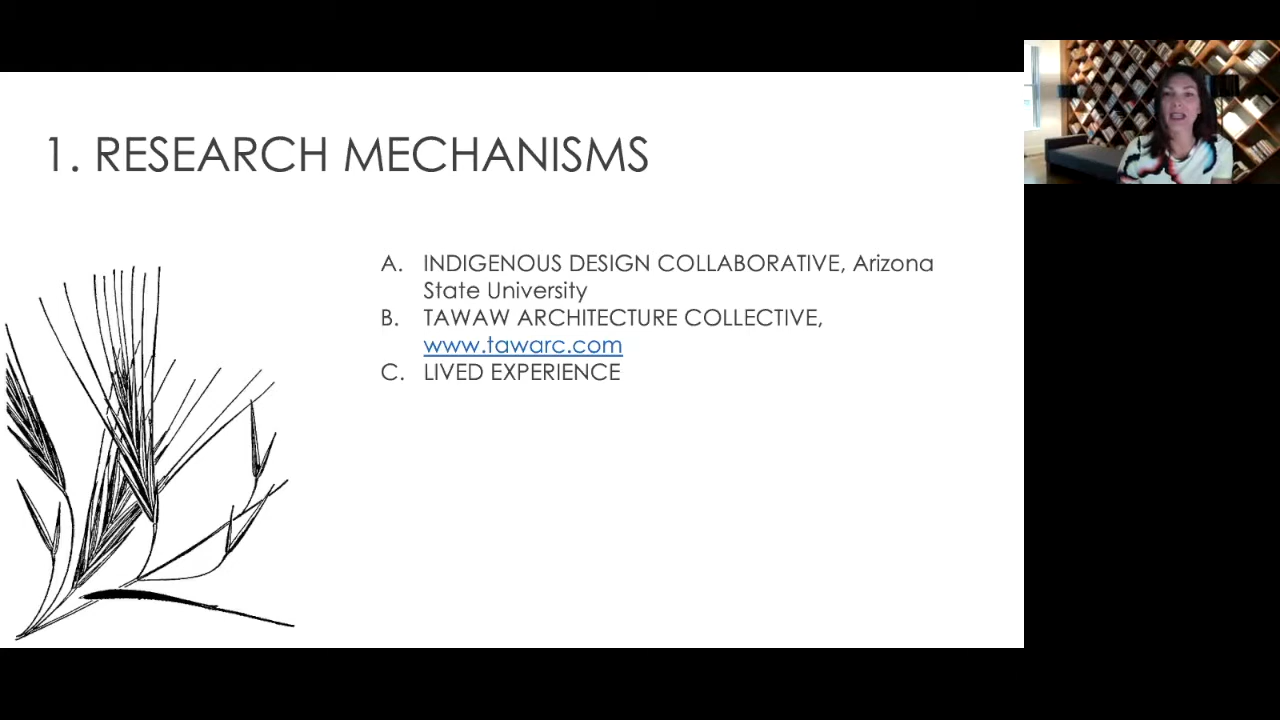 1. RESEARCH MECHANISMS
A. INDIGENOUS DESIGN COLLABORATIVE, Arizona
State University
B. TAWAW ARCHITECTURE COLLECTIVE,
www.tawarc.com
C. LIVED EXPERIENCE